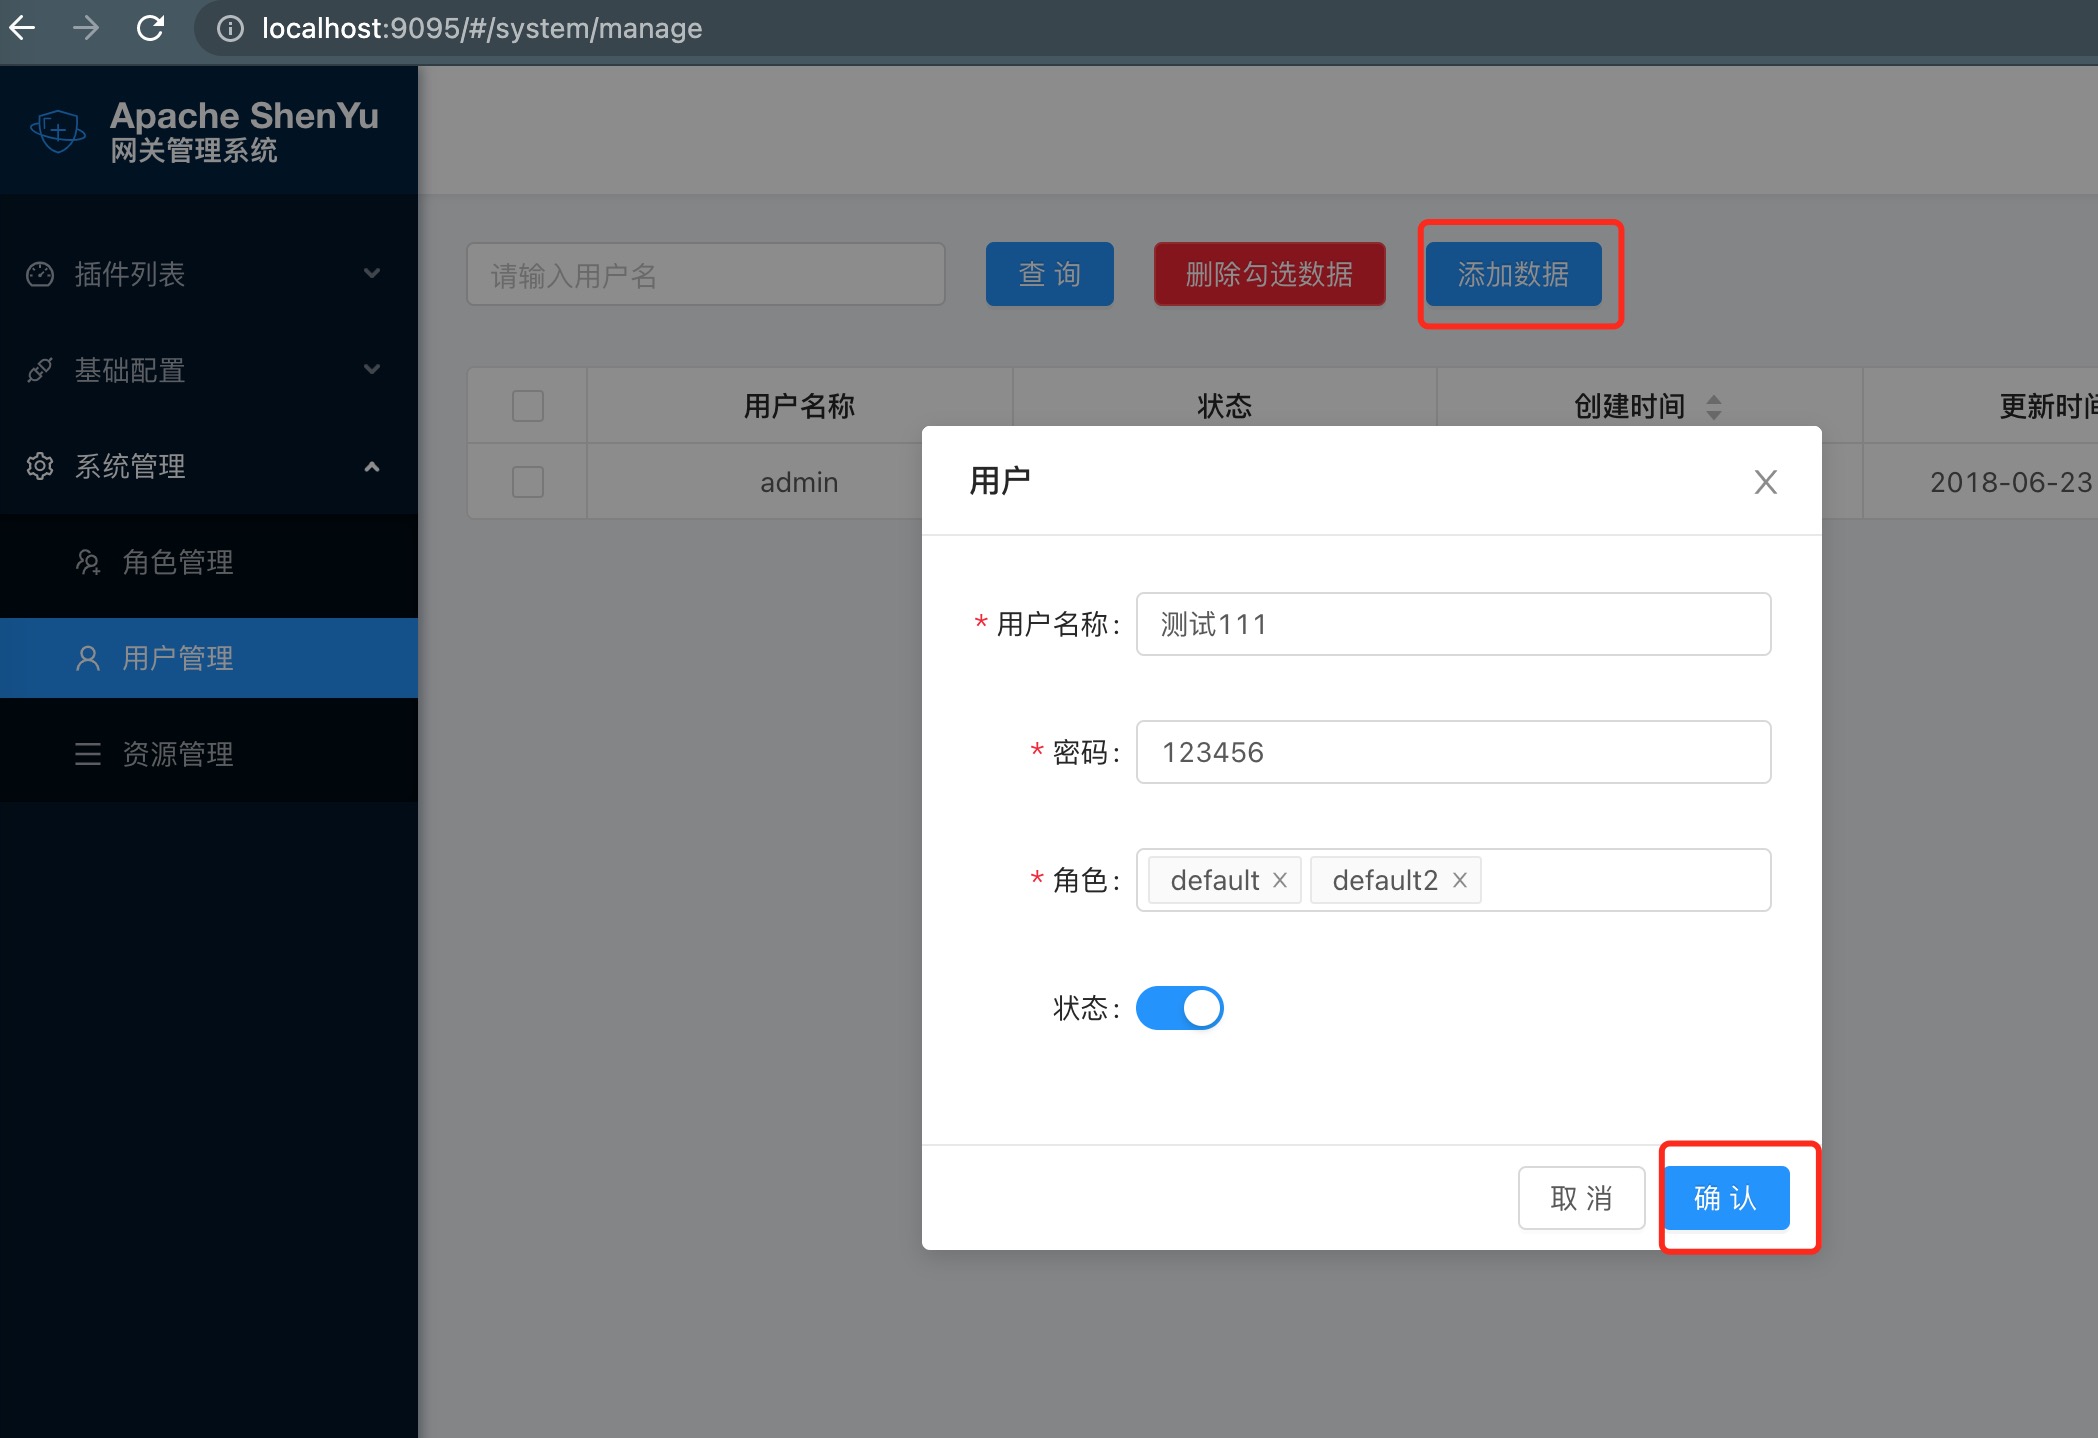 localhost:9095/#/system/manage
Apache ShenYu
网关管理系统
插件列表
基础配置
系统管理
角色管理
用户管理
资源管理
请输入用户名
查 询
删除勾选数据
添加数据
用户名称 状态 创建时间 更新时间
admin 2018-06-23
用户
* 用户名称: 测试111
* 密码: 123456
* 角色: default default2
状态:
取 消 确 认